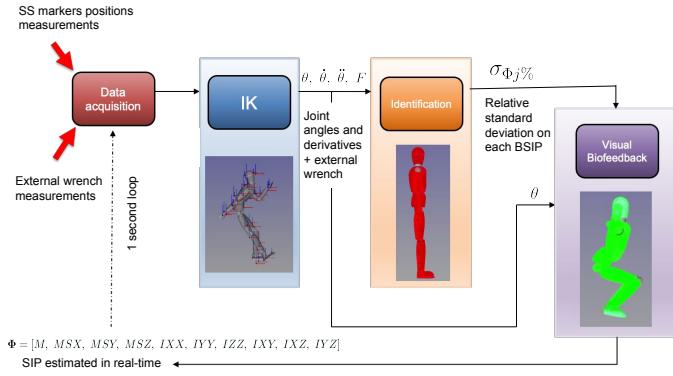 SS markers positions
measurements
Data
acquisition
External wrench
measurements
1 second loop
IK
θ, θ̇, θ̈, F
Joint
angles and
derivatives
+ external
wrench
Identification
σ_{Φj%}
Relative
standard
deviation on
each BSIP
θ
Visual
Biofeedback
Φ = [M, MSX, MSY, MSZ, IXX, IYY, IZZ, IXY, IXZ, IYZ]
SIP estimated in real-time